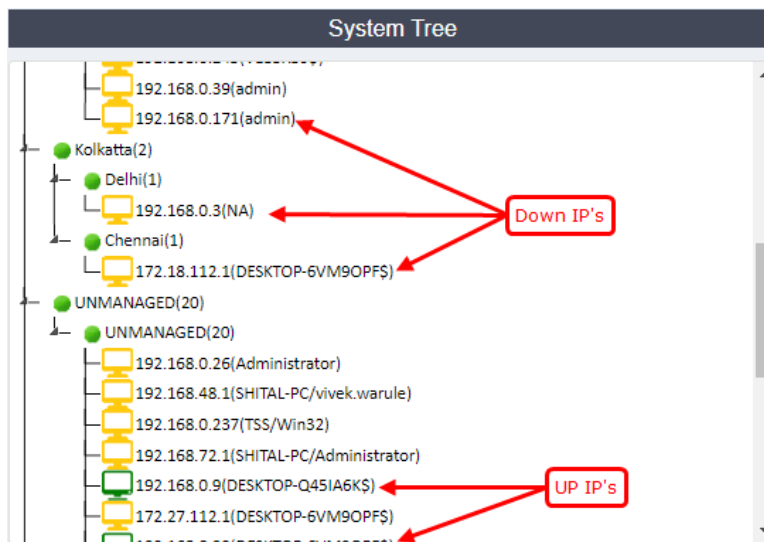 System Tree
192.168.0.39(admin)
192.168.0.171(admin)
Kolkatta(2)
Delhi(1)
192.168.0.3(NA)
Down IP's
Chennai(1)
172.18.112.1(DESKTOP-6VM9OPF$)
UNMANAGED(20)
UNMANAGED(20)
192.168.0.26(Administrator)
192.168.48.1(SHITAL-PC/vivek.warule)
192.168.0.237(TSS/Win32)
192.168.72.1(SHITAL-PC/Administrator)
192.168.0.9(DESKTOP-Q45IA6K$)
UP IP's
172.27.112.1(DESKTOP-6VM9OPF$)